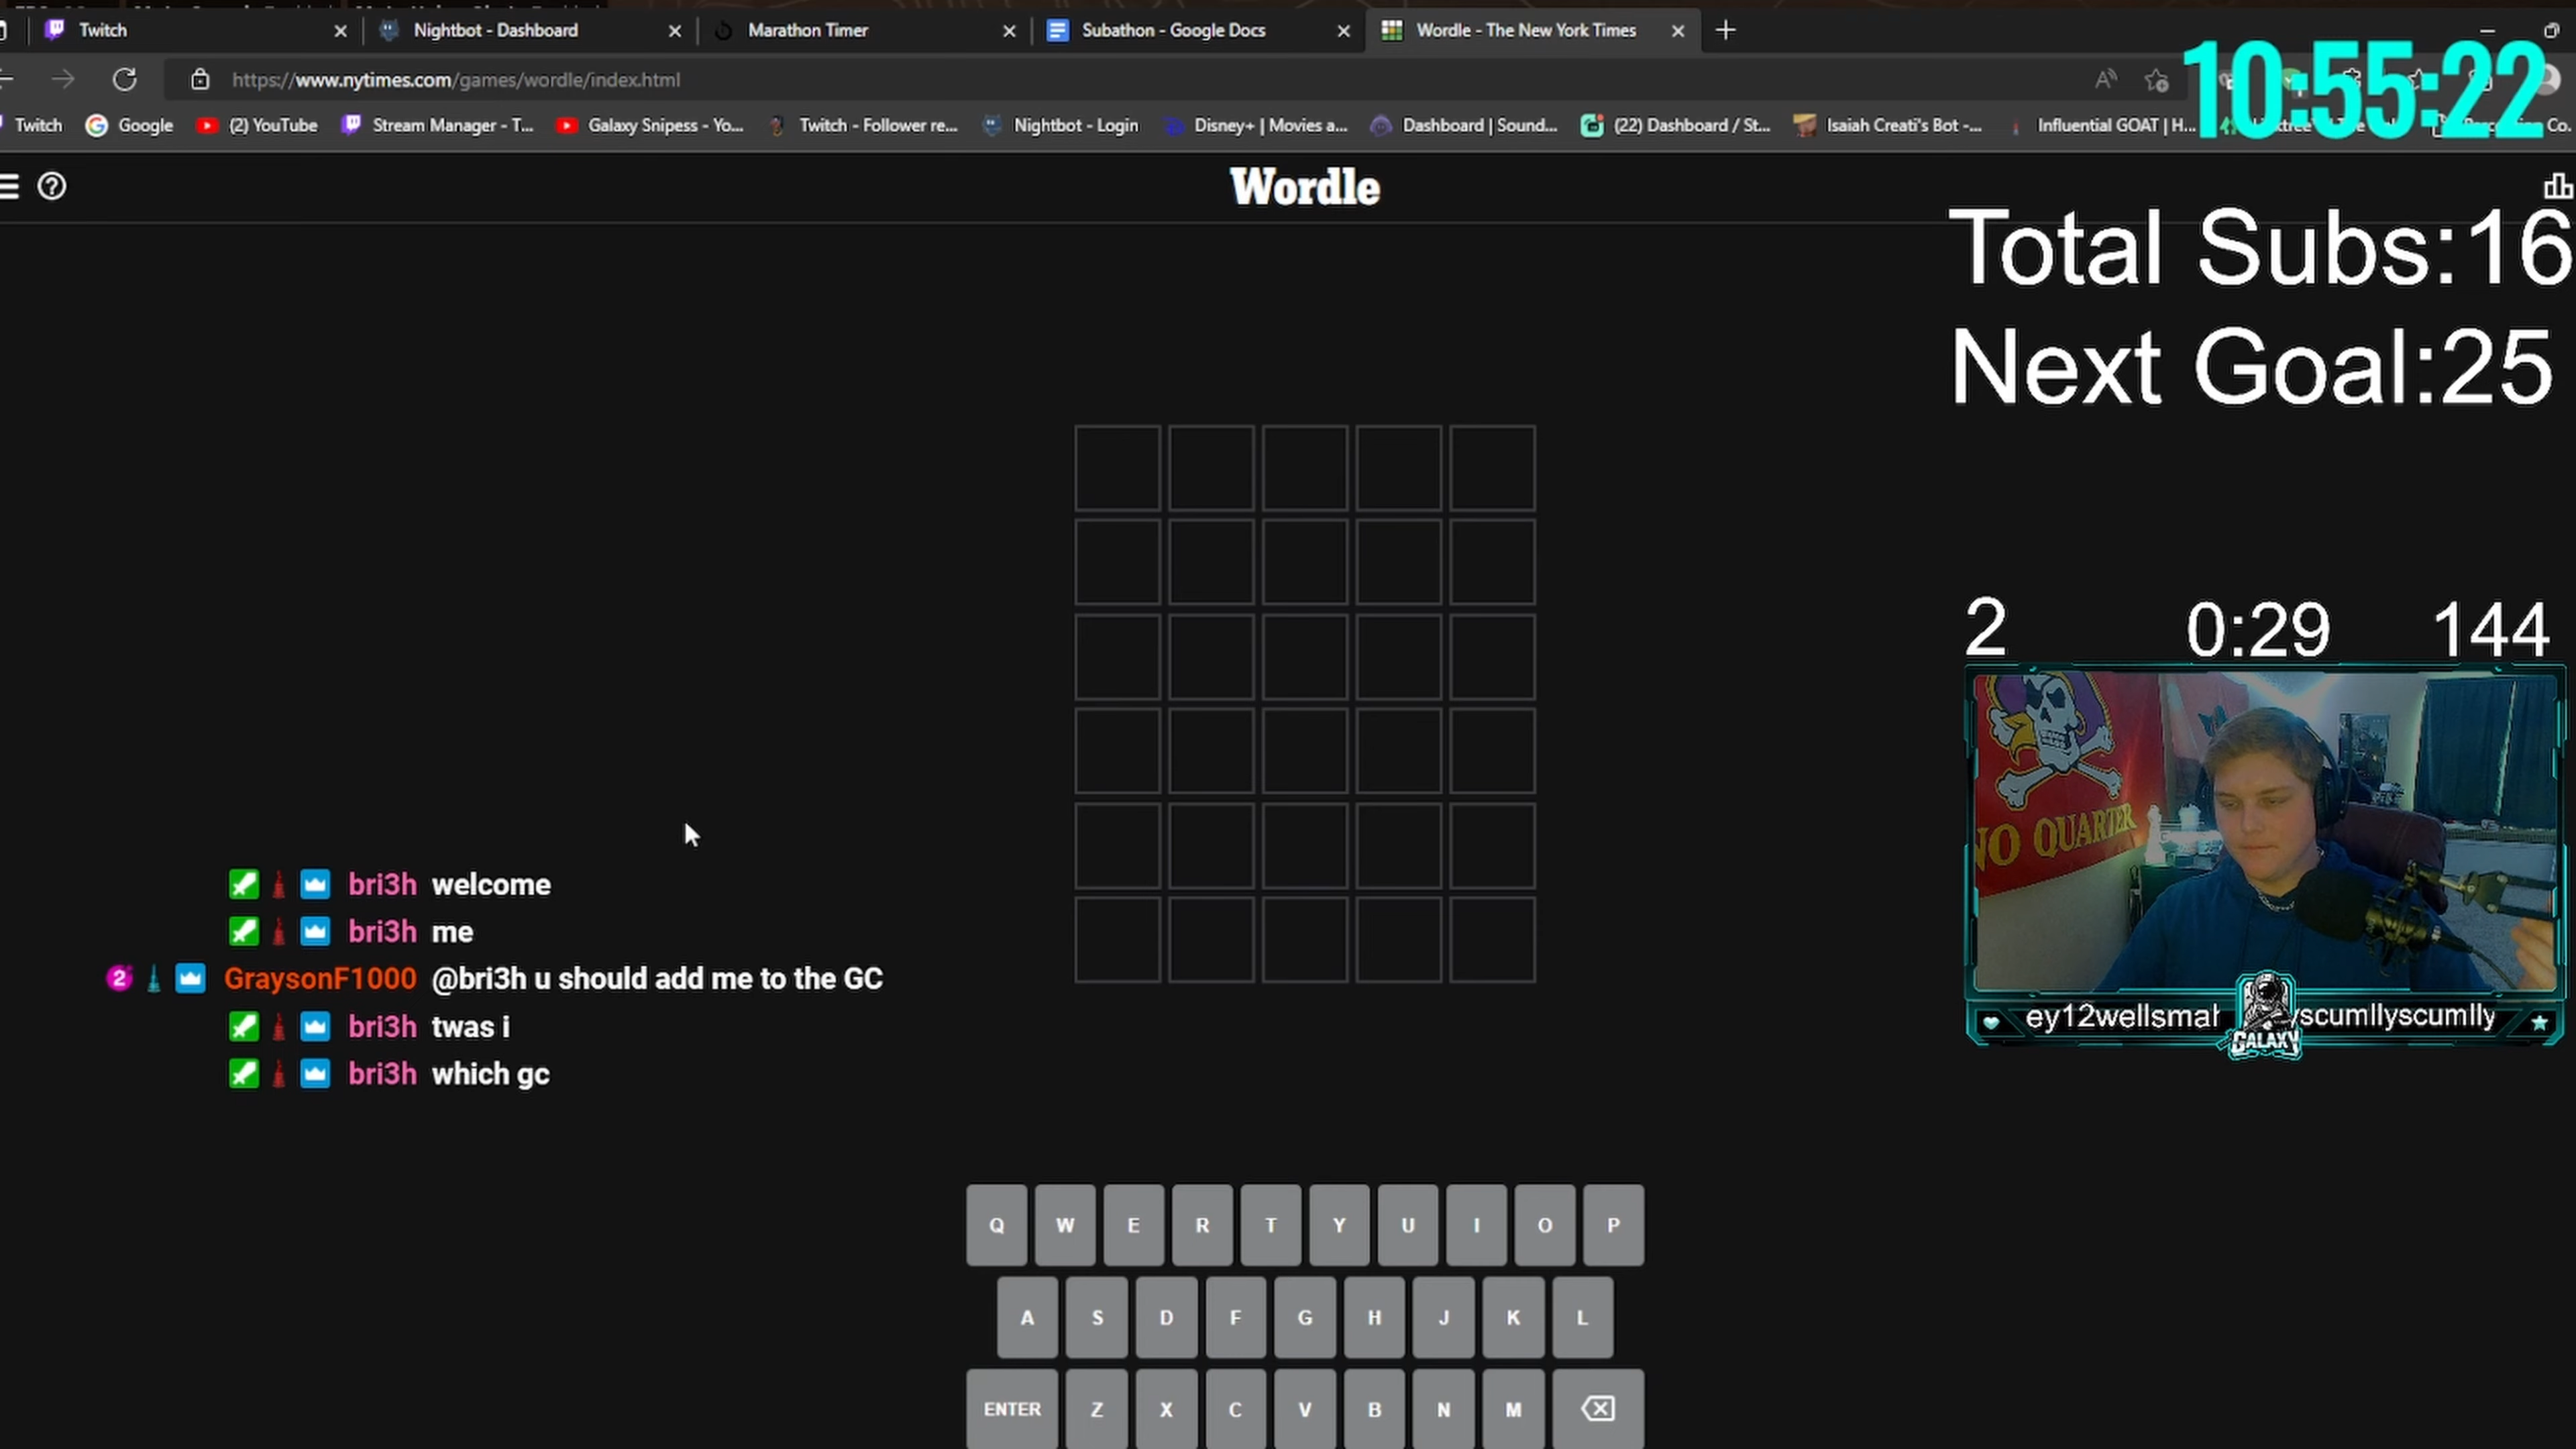 Twitch
Nightbot - Dashboard
Marathon Timer
Subathon - Google Docs
Wordle - The New York Times
10:55:22
https://www.nytimes.com/games/wordle/index.html
Twitch
Google
(2) YouTube
Stream Manager - T...
Galaxy Snipess - Yo...
Twitch - Follower re...
Nightbot - Login
Disney+ | Movies a...
Dashboard | Sound...
(22) Dashboard / St...
Isaiah Creati's Bot -...
Influential GOAT | H...
Wordle
Total Subs:16
Next Goal:25
2 0:29 144
NO QUARTER
ey12wellsmah
yscumllyscumlly
GALAXY
bri3h welcome
bri3h me
2 GraysonF1000 @bri3h u should add me to the GC
bri3h twas i
bri3h which gc
Q W E R T Y U I O P
A S D F G H J K L
ENTER Z X C V B N M